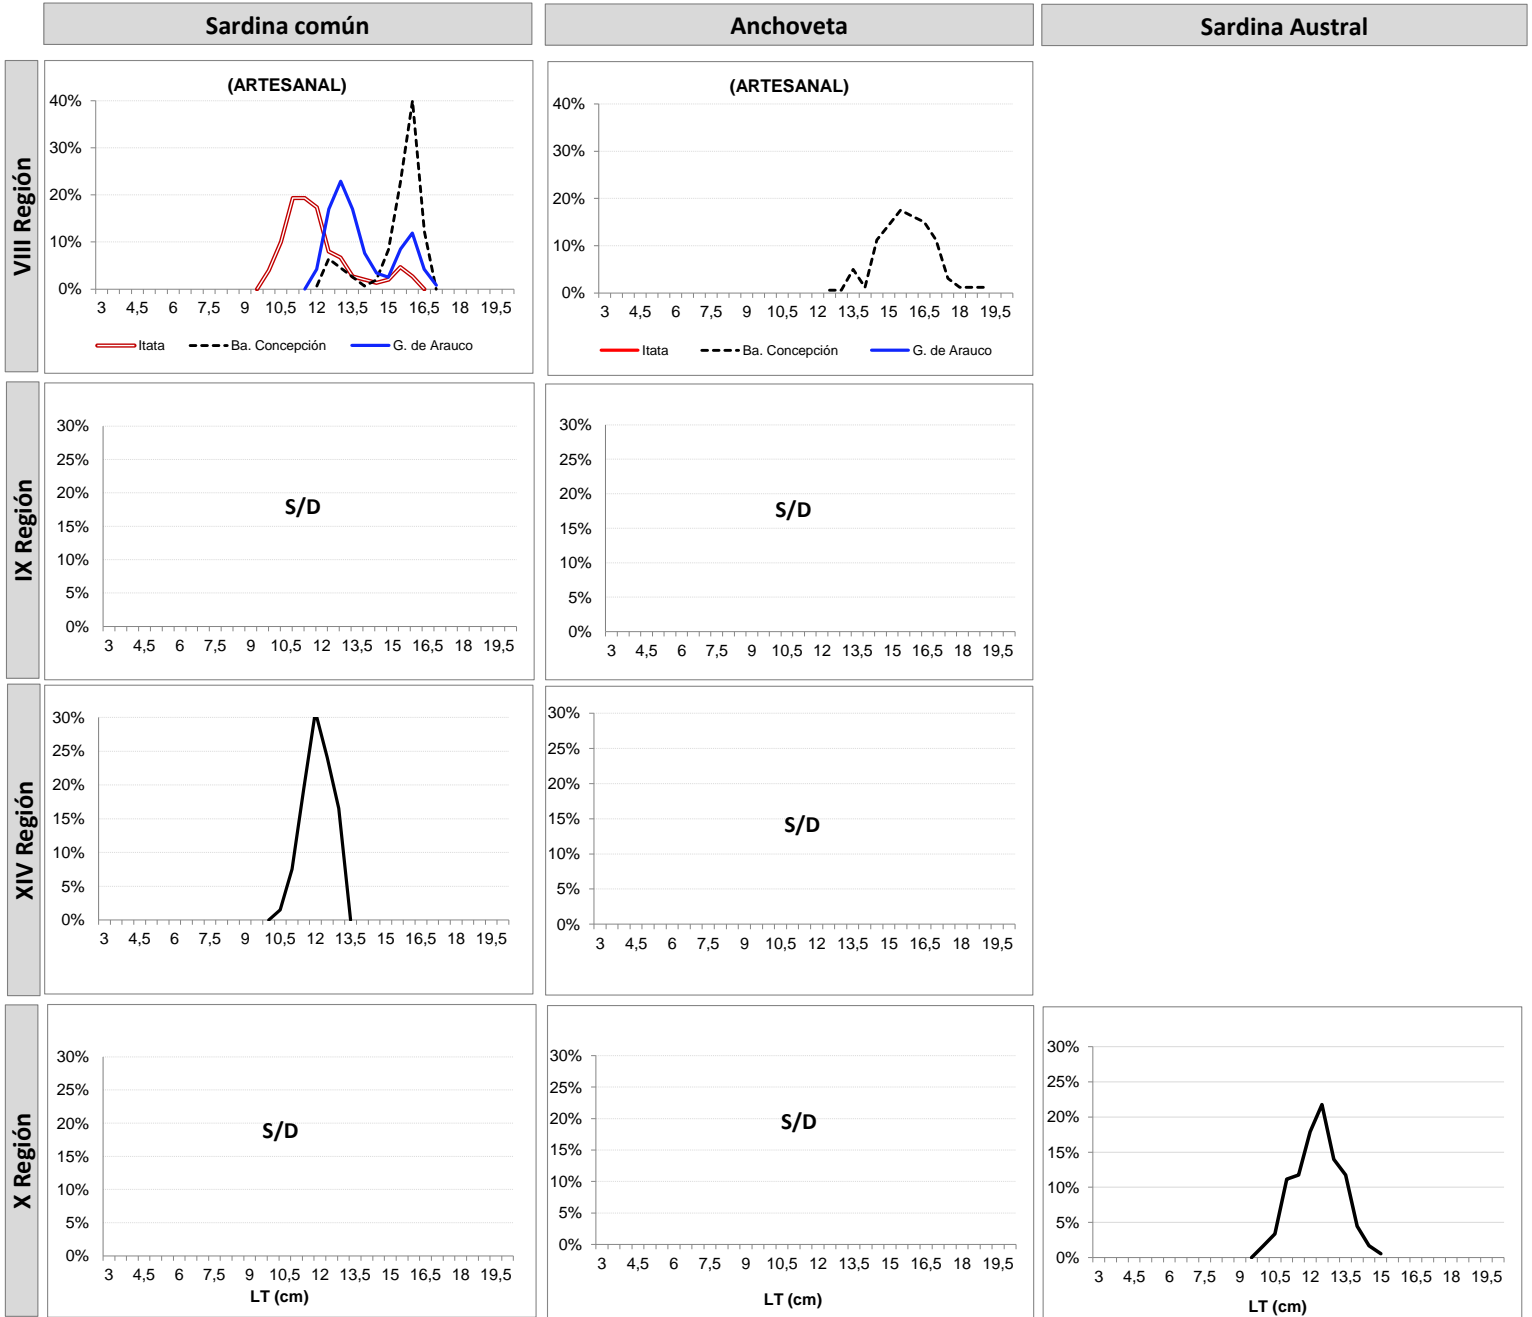 Sardina común
Anchoveta
Sardina Austral
VIII Región
(ARTESANAL)
40%
30%
20%
10%
0%
3 4,5 6 7,5 9 10,5 12 13,5 15 16,5 18 19,5
Itata Ba. Concepción G. de Arauco
(ARTESANAL)
40%
30%
20%
10%
0%
3 4,5 6 7,5 9 10,5 12 13,5 15 16,5 18 19,5
Itata Ba. Concepción G. de Arauco
IX Región
30%
25%
20%
S/D
15%
10%
5%
0%
3 4,5 6 7,5 9 10,5 12 13,5 15 16,5 18 19,5
30%
25%
20%
S/D
15%
10%
5%
0%
3 4,5 6 7,5 9 10,5 12 13,5 15 16,5 18 19,5
XIV Región
30%
25%
20%
15%
10%
5%
0%
3 4,5 6 7,5 9 10,5 12 13,5 15 16,5 18 19,5
30%
25%
20%
15%
S/D
10%
5%
0%
3 4,5 6 7,5 9 10,5 12 13,5 15 16,5 18 19,5
X Región
30%
25%
20%
S/D
15%
10%
5%
0%
3 4,5 6 7,5 9 10,5 12 13,5 15 16,5 18 19,5
LT (cm)
30%
25%
20%
S/D
15%
10%
5%
0%
3 4,5 6 7,5 9 10,5 12 13,5 15 16,5 18 19,5
LT (cm)
30%
25%
20%
15%
10%
5%
0%
3 4,5 6 7,5 9 10,5 12 13,5 15 16,5 18 19,5
LT (cm)